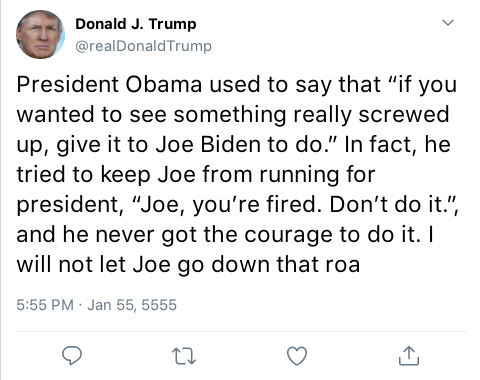 Donald J. Trump
@realDonaldTrump
President Obama used to say that “if you
wanted to see something really screwed
up, give it to Joe Biden to do.” In fact, he
tried to keep Joe from running for
president, “Joe, you’re fired. Don’t do it.”,
and he never got the courage to do it. I
will not let Joe go down that roa
5:55 PM · Jan 55, 5555